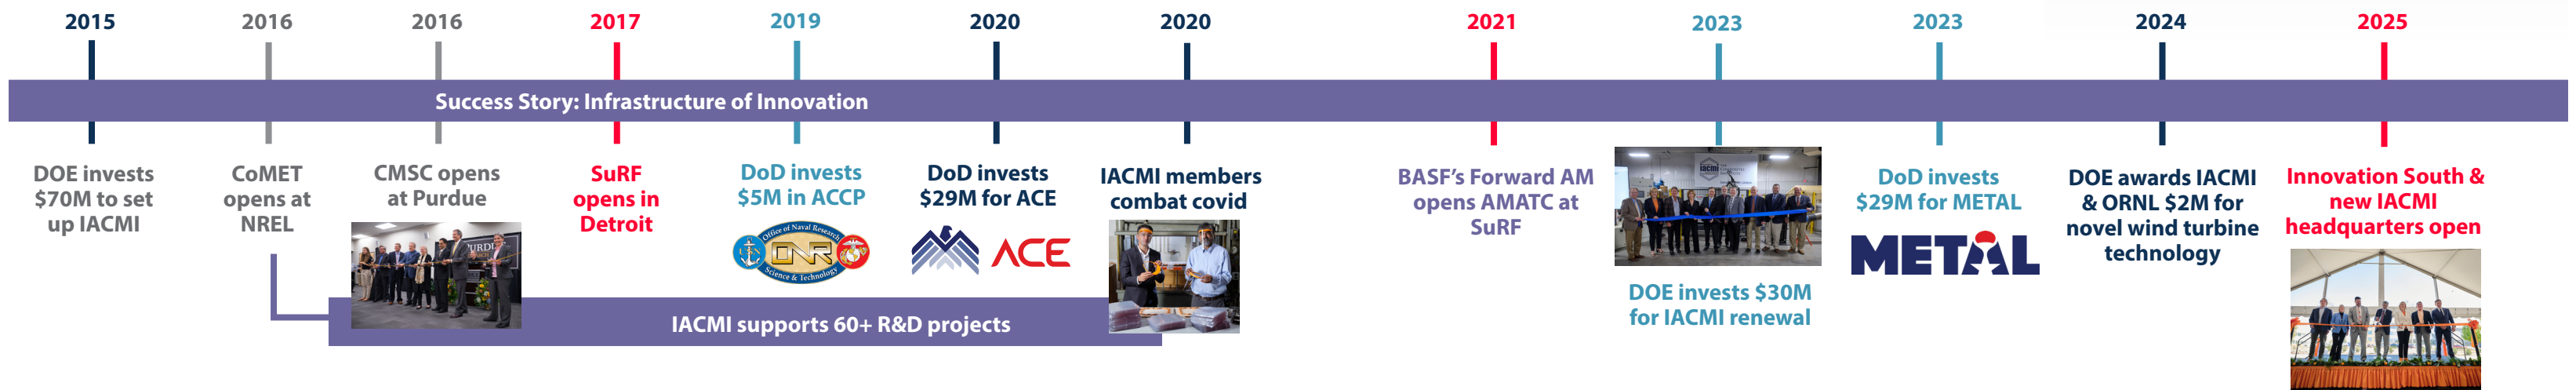 2015
2016
2016
2017
2019
2020
2020
2021
2023
2023
2024
2025
Success Story: Infrastructure of Innovation
DOE invests
$70M to set
up IACMI
CoMET
opens at
NREL
CMSC opens
at Purdue
PURDUE
SuRF
opens in
Detroit
DoD invests
$5M in ACCP
Office of Naval Research
ONR
Science & Technology
DoD invests
$29M for ACE
ACE
IACMI members
combat covid
IACMI supports 60+ R&D projects
BASF's Forward AM
opens AMATC at
SuRF
iacmi
DOE invests $30M
for IACMI renewal
DoD invests
$29M for METAL
METAL
DOE awards IACMI
& ORNL $2M for
novel wind turbine
technology
Innovation South &
new IACMI
headquarters open